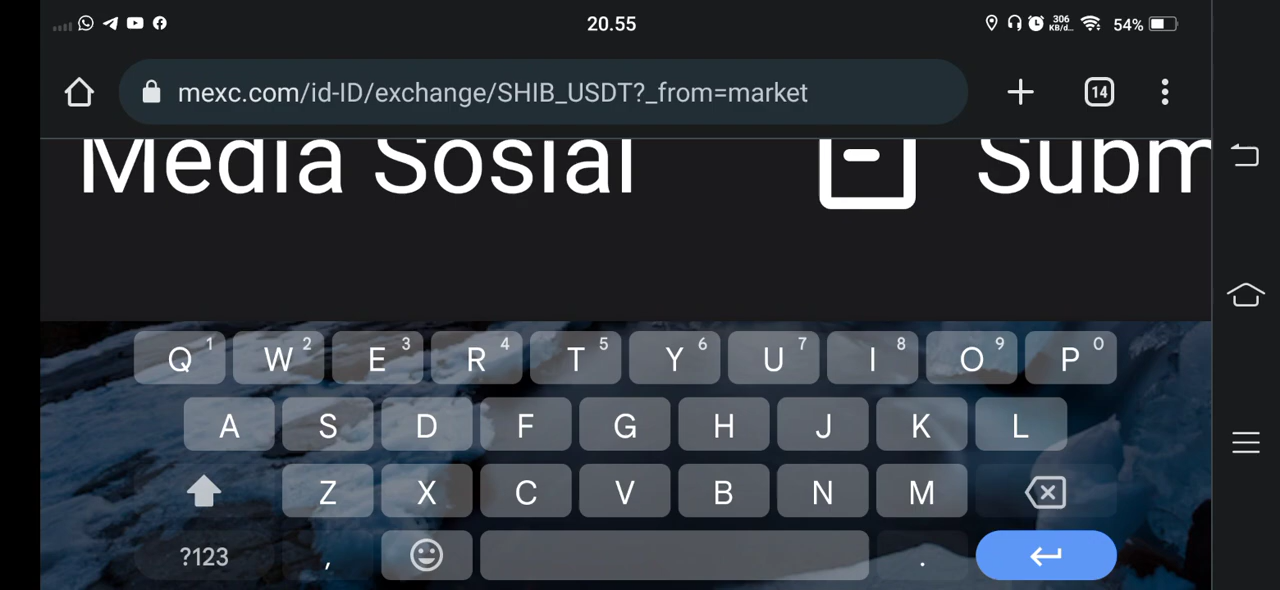 20.55 306 KB/d... 54%
mexc.com/id-ID/exchange/SHIB_USDT?_from=market 14
Media Sosial Subm
Q 1 W 2 E 3 R 4 T 5 Y 6 U 7 I 8 O 9 P 0
A S D F G H J K L
Z X C V B N M
?123 , .